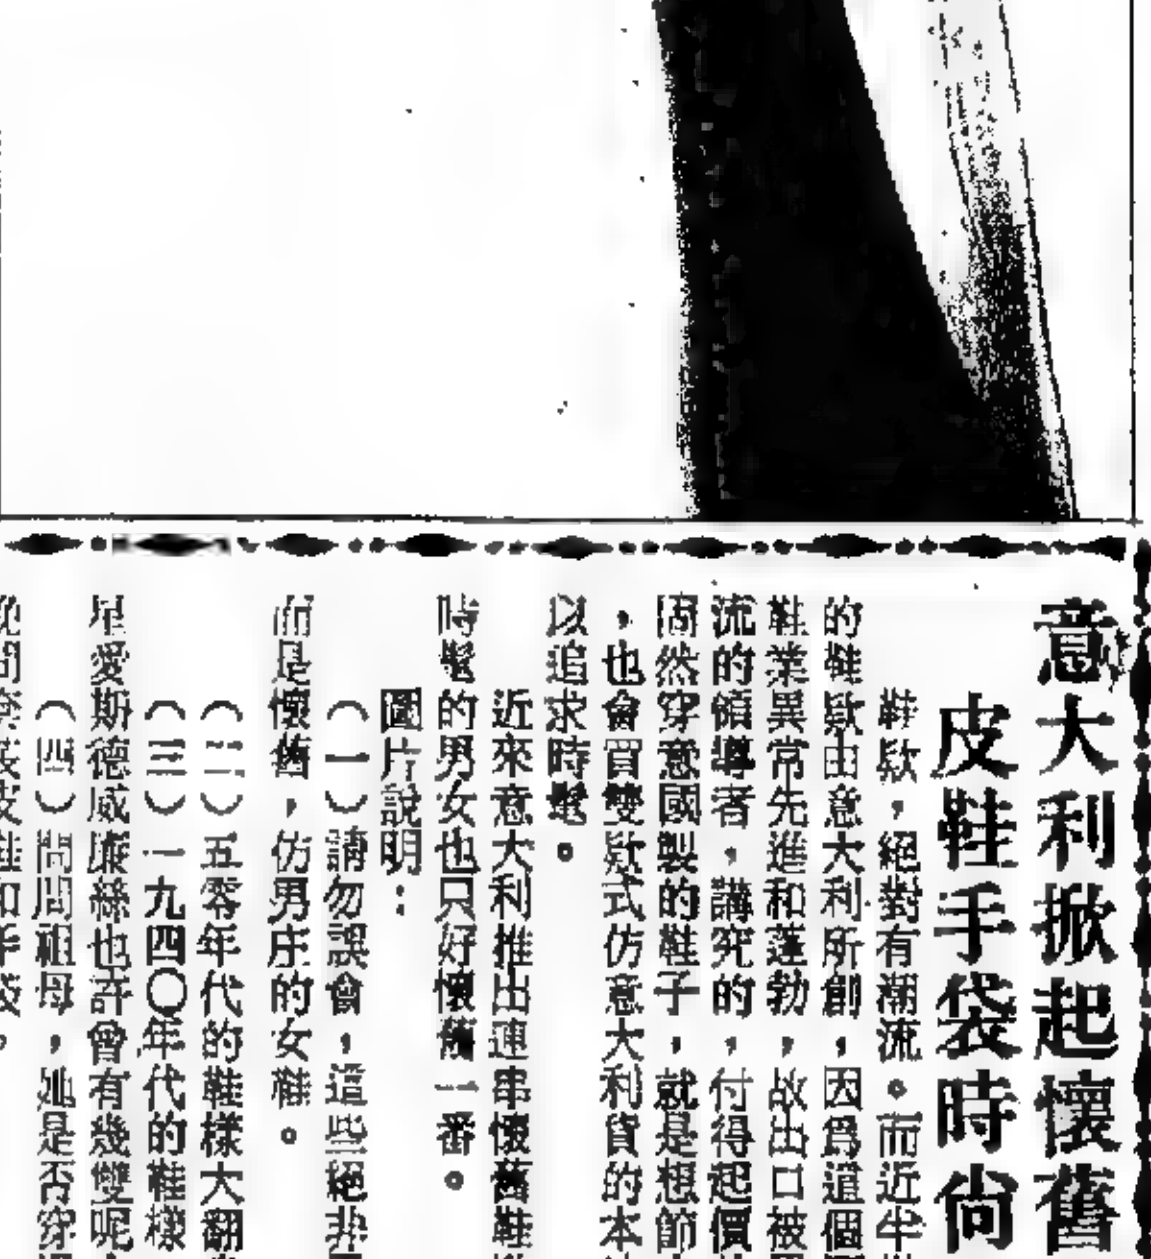 意大利掀起懷舊
皮鞋手袋時尚
鞋欵，絕對有潮流。而近半
的鞋欵由意大利所創，因爲這個
鞋業異常先進和蓬勃，故出口被
流的領導者，講究的，付得起價
固然穿意國製的鞋子，就是想節
，也會買雙欵式仿意大利貨的本
以追求時髦。
近來意大利推出連串懷舊鞋
時髦的男女也只好懷舊一番。
圖片說明：
（一）請勿誤會，這些絕非
而是懷舊，仿男庄的女鞋。
（二）五零年代的鞋樣大翻
（三）一九四〇年代的鞋樣
星愛斯德威廉絲也許曾有幾雙呢
（四）問問祖母，她是否穿
皮鞋和手袋。